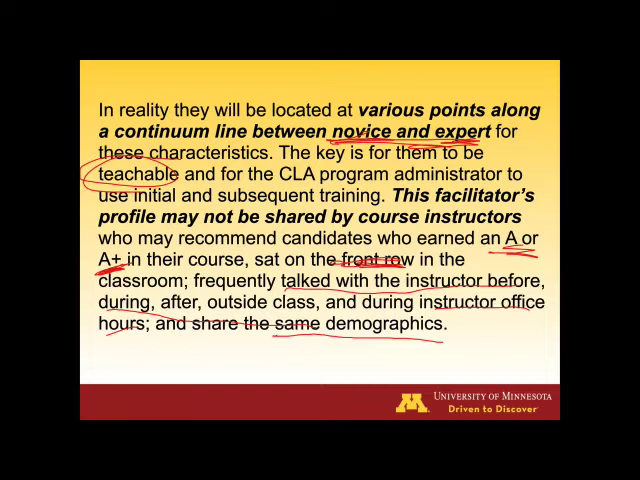 In reality they will be located at various points along
a continuum line between novice and expert for
these characteristics. The key is for them to be
teachable and for the CLA program administrator to
use initial and subsequent training. This facilitator's
profile may not be shared by course instructors
who may recommend candidates who earned an A or
A+ in their course, sat on the front row in the
classroom; frequently talked with the instructor before,
during, after, outside class, and during instructor office
hours; and share the same demographics.
M UNIVERSITY OF MINNESOTA
Driven to Discover